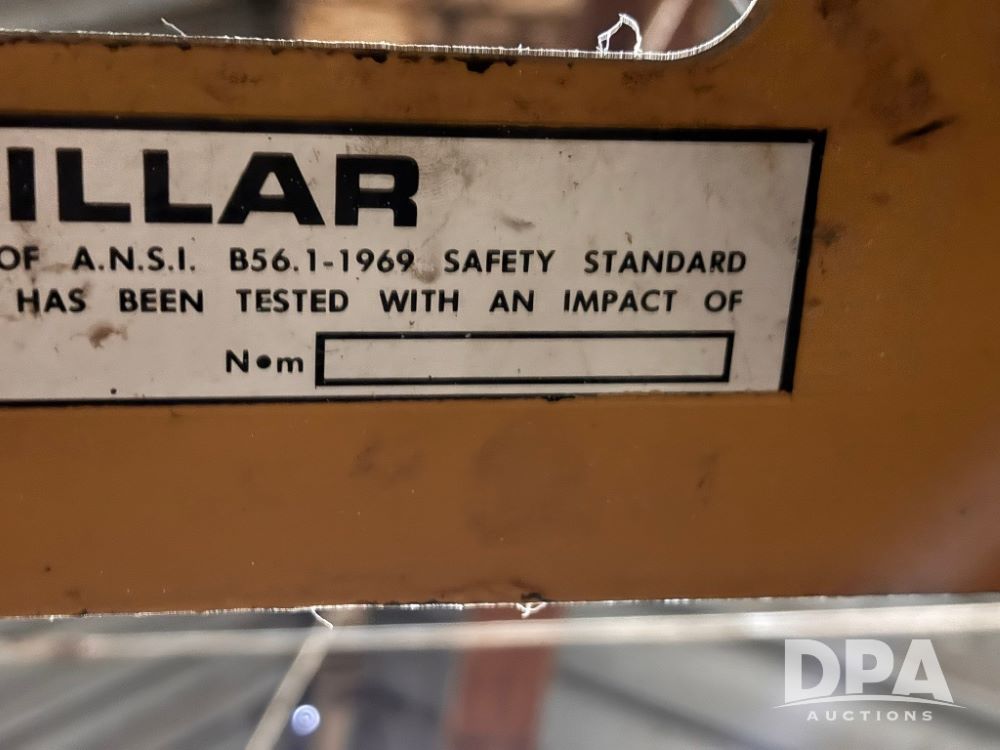 ILLAR
OF A.N.S.I. B56.1-1969 SAFETY STANDARD
HAS BEEN TESTED WITH AN IMPACT OF
N•m
DPA
AUCTIONS